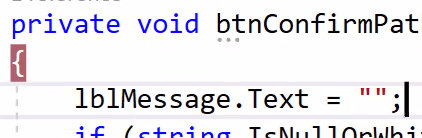 private void btnConfirmPat
{
lblMessage.Text = "";
if (string.IsNullOrWhi